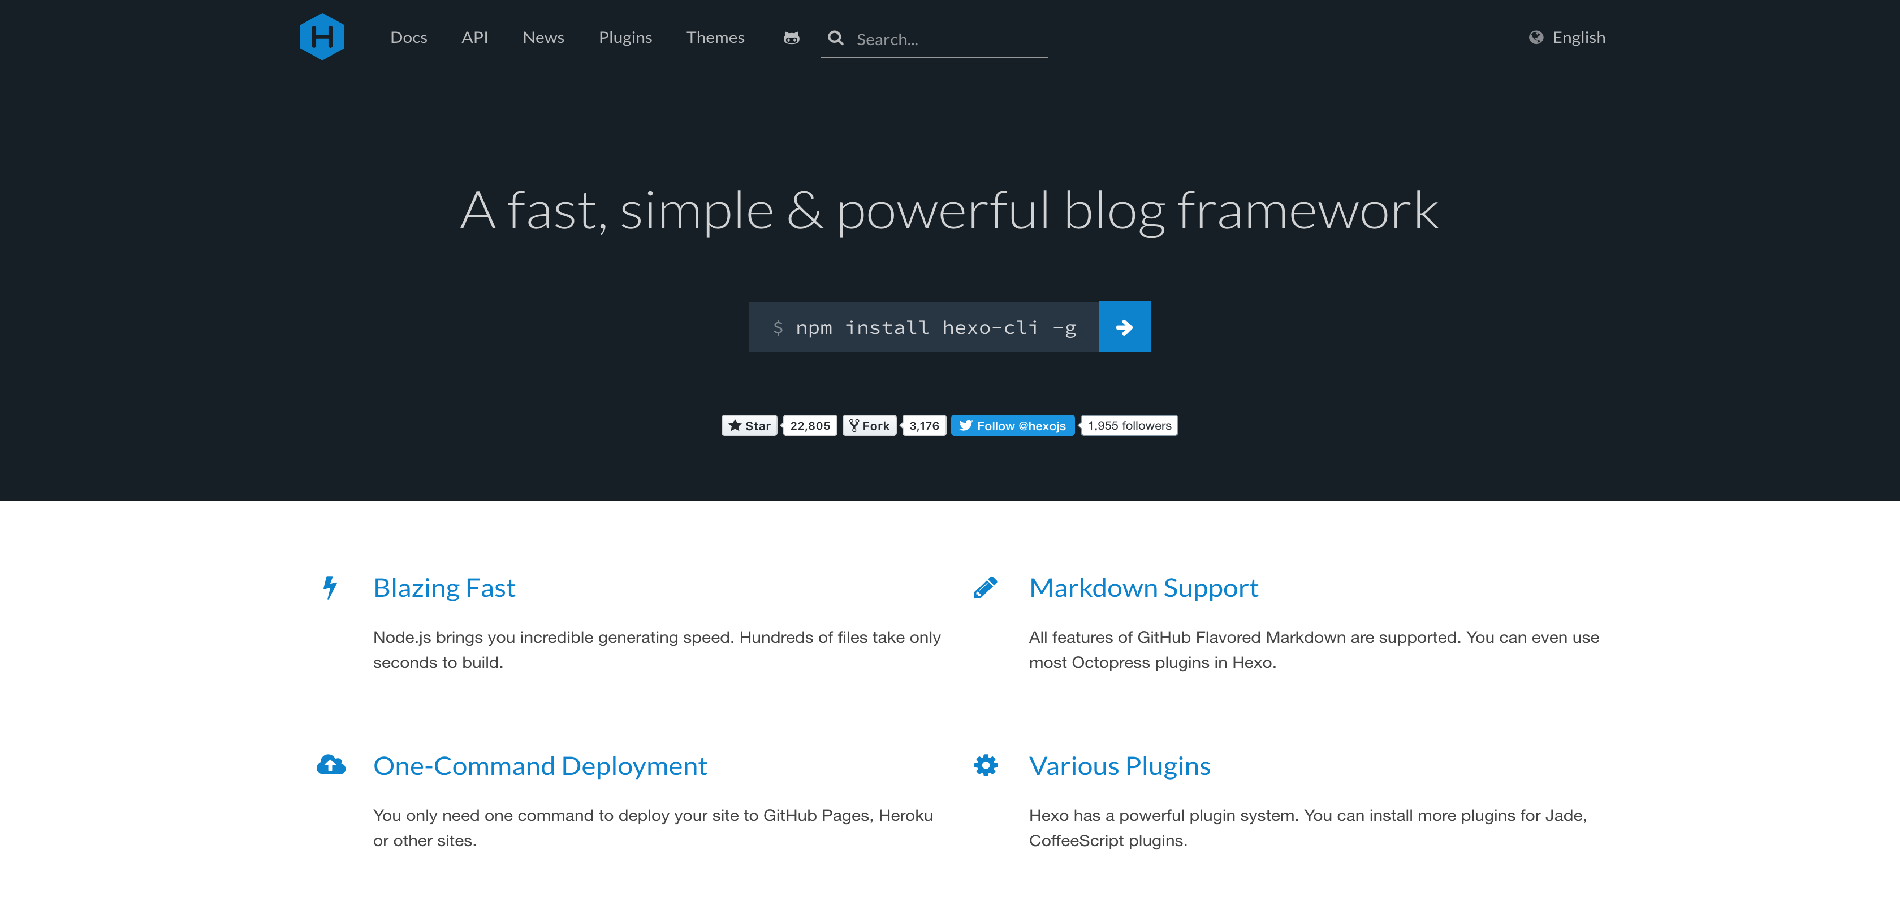 H
Docs API News Plugins Themes Search... English
A fast, simple & powerful blog framework
$ npm install hexo-cli -g
Star 22,805 Fork 3,176 Follow @hexojs 1,955 followers
Blazing Fast
Node.js brings you incredible generating speed. Hundreds of files take only
seconds to build.
Markdown Support
All features of GitHub Flavored Markdown are supported. You can even use
most Octopress plugins in Hexo.
One-Command Deployment
You only need one command to deploy your site to GitHub Pages, Heroku
or other sites.
Various Plugins
Hexo has a powerful plugin system. You can install more plugins for Jade,
CoffeeScript plugins.